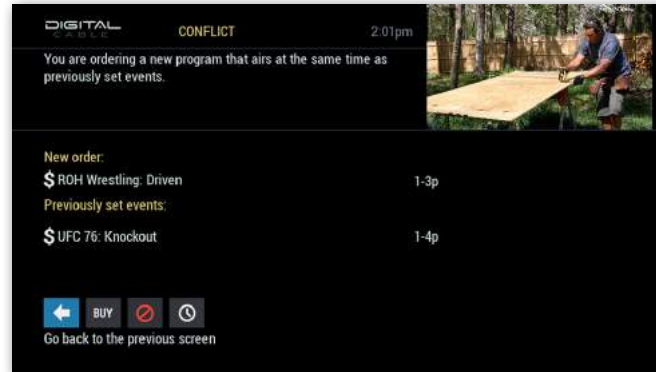 DIGITAL
CABLE
CONFLICT
2:01pm
You are ordering a new program that airs at the same time as
previously set events.
New order:
$ ROH Wrestling: Driven 1-3p
Previously set events:
$ UFC 76: Knockout 1-4p
BUY
Go back to the previous screen